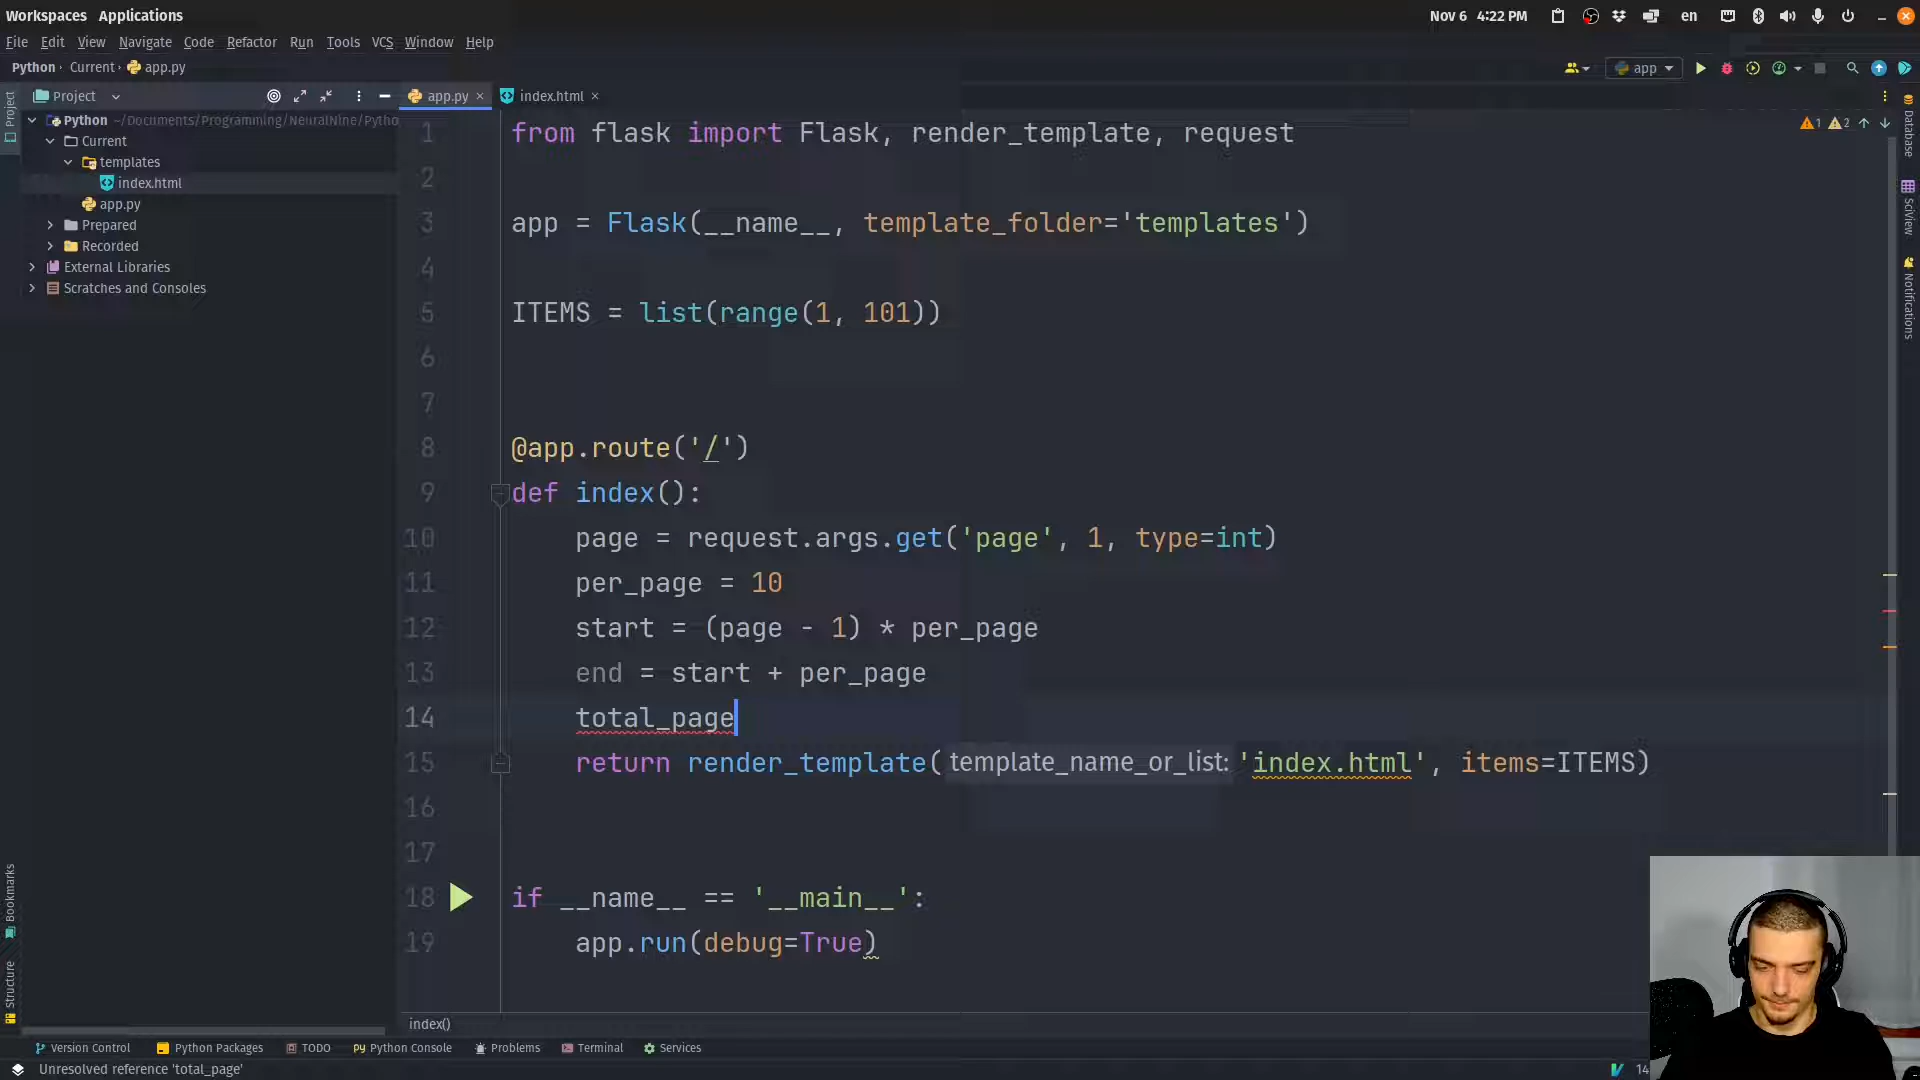 Workspaces Applications
Nov 6 4:22 PM
en
File Edit View Navigate Code Refactor Run Tools VCS Window Help
Python Current app.py
app
Project
app.py
index.html
Project
Python ~/Documents/Programming/NeuralNine/Pytho
Current
templates
index.html
app.py
Prepared
Recorded
External Libraries
Scratches and Consoles
1 from flask import Flask, render_template, request
2
3 app = Flask(__name__, template_folder='templates')
4
5 ITEMS = list(range(1, 101))
6
7
8 @app.route('/')
9 def index():
10 page = request.args.get('page', 1, type=int)
11 per_page = 10
12 start = (page - 1) * per_page
13 end = start + per_page
14 total_page
15 return render_template(template_name_or_list: 'index.html', items=ITEMS)
16
17
18 if __name__ == '__main__':
19 app.run(debug=True)
1 2
Database
SciView
Notifications
Bookmarks
Structure
index()
Version Control Python Packages TODO Python Console Problems Terminal Services
Unresolved reference 'total_page'
14